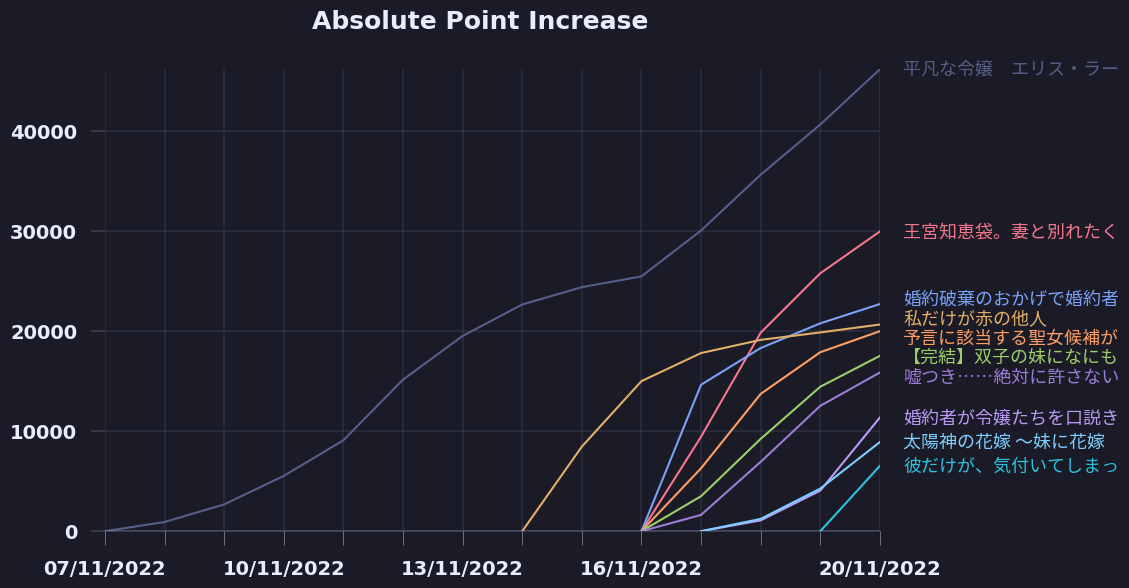 Absolute Point Increase
平凡な令嬢　エリス・ラー
40000
30000
王宮知恵袋。妻と別れたく
婚約破棄のおかげで婚約者
私だけが赤の他人
20000
予言に該当する聖女候補が
【完結】双子の妹になにも
嘘つき……絶対に許さない
婚約者が令嬢たちを口説き
10000
太陽神の花嫁 〜妹に花嫁
彼だけが、気付いてしまっ
0
07/11/2022 10/11/2022 13/11/2022 16/11/2022 20/11/2022